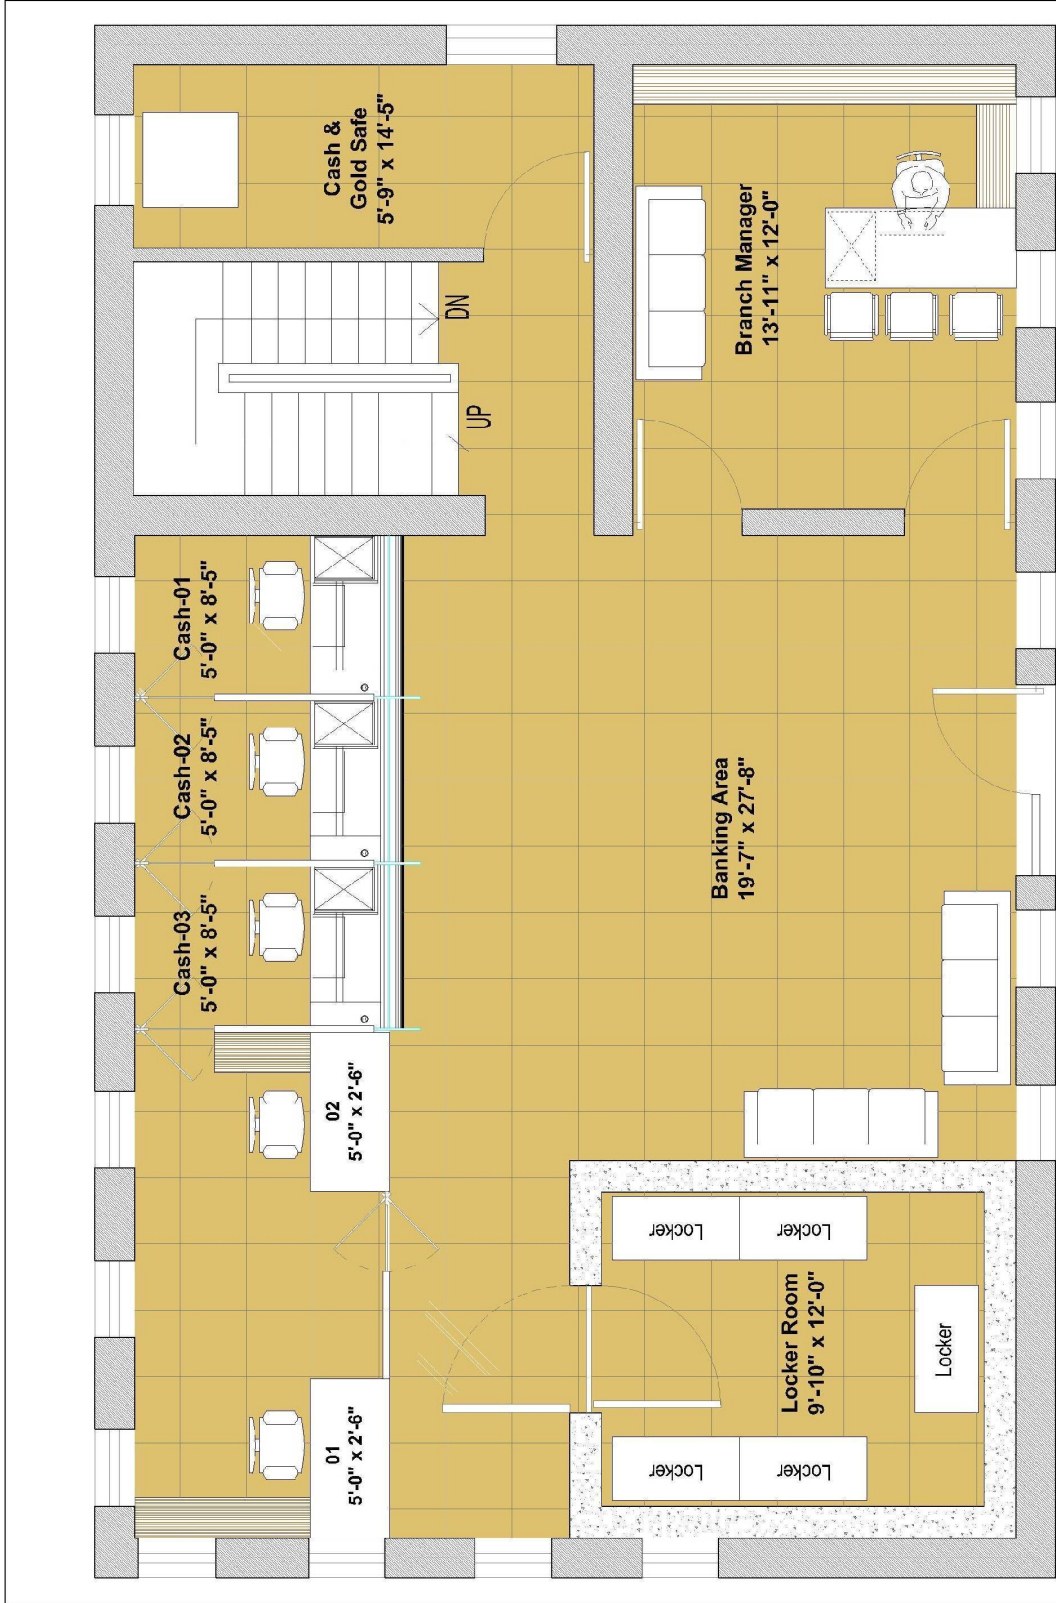 Cash &
Gold Safe
5'-9" x 14'-5"
Branch Manager
13'-11" x 12'-0"
DN
UP
Cash-01
5'-0" x 8'-5"
Cash-02
5'-0" x 8'-5"
Cash-03
5'-0" x 8'-5"
Banking Area
19'-7" x 27'-8"
02
5'-0" x 2'-6"
01
5'-0" x 2'-6"
Locker
Locker
Locker Room
9'-10" x 12'-0"
Locker
Locker
Locker